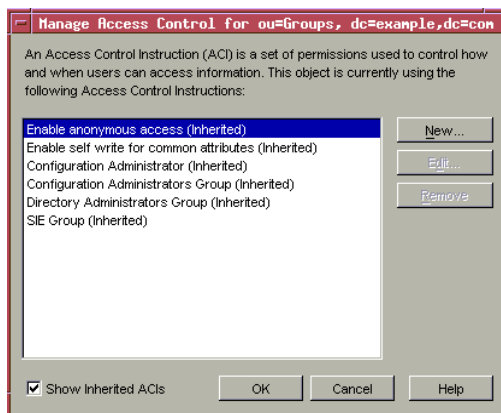 Manage Access Control for ou=Groups, dc=example,dc=com
An Access Control Instruction (ACI) is a set of permissions used to control how
and when users can access information. This object is currently using the
following Access Control Instructions:
Enable anonymous access (Inherited)
Enable self write for common attributes (Inherited)
Configuration Administrator (Inherited)
Configuration Administrators Group (Inherited)
Directory Administrators Group (Inherited)
SIE Group (Inherited)
New...
Edit...
Remove
Show Inherited ACIs
OK
Cancel
Help